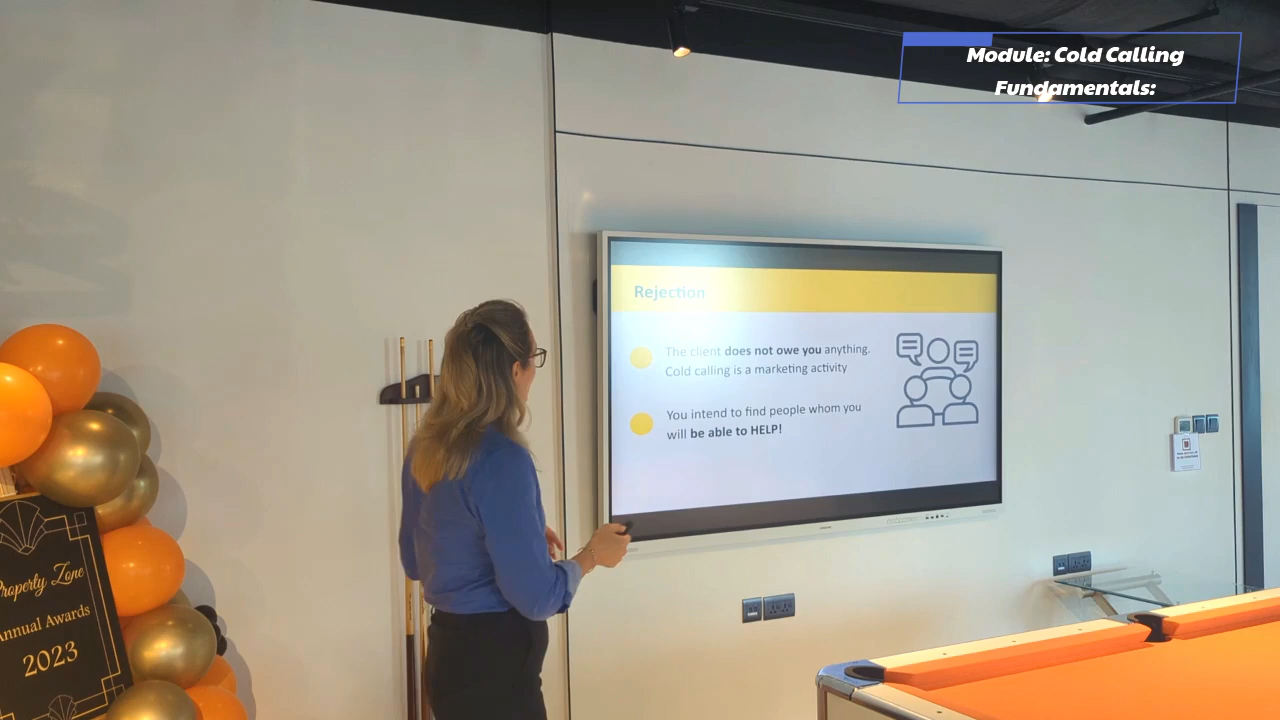 Module: Cold Calling
Fundamentals:
Rejection
The client does not owe you anything.
Cold calling is a marketing activity
You intend to find people whom you
will be able to HELP!
Property Zone
Annual Awards
2023